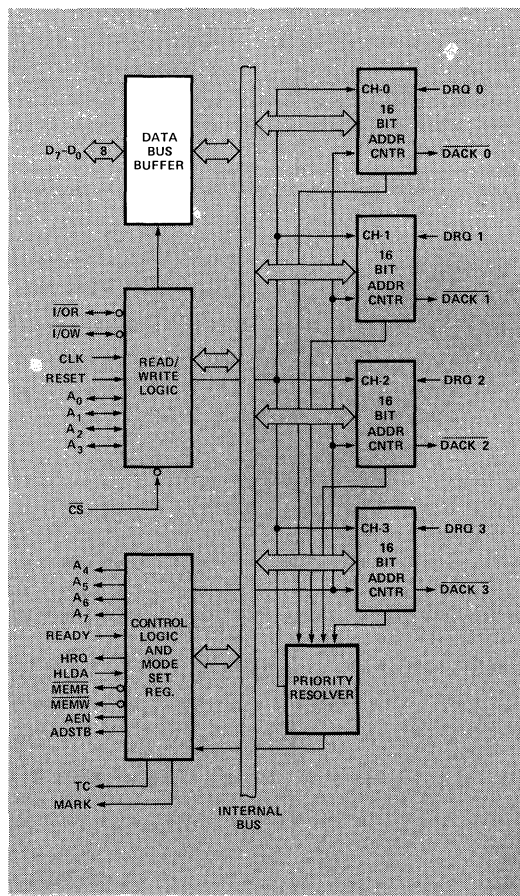 DATA
BUS
BUFFER
D7-D0
8
I/OR
I/OW
CLK
RESET
A0
A1
A2
A3
READ/
WRITE
LOGIC
CS
A4
A5
A6
A7
READY
HRQ
HLDA
MEMR
MEMW
AEN
ADSTB
CONTROL
LOGIC
AND
MODE
SET
REG.
TC
MARK
INTERNAL
BUS
CH-0
16
BIT
ADDR
CNTR
DRQ 0
DACK 0
CH-1
16
BIT
ADDR
CNTR
DRQ 1
DACK 1
CH-2
16
BIT
ADDR
CNTR
DRQ 2
DACK 2
CH-3
16
BIT
ADDR
CNTR
DRQ 3
DACK 3
PRIORITY
RESOLVER